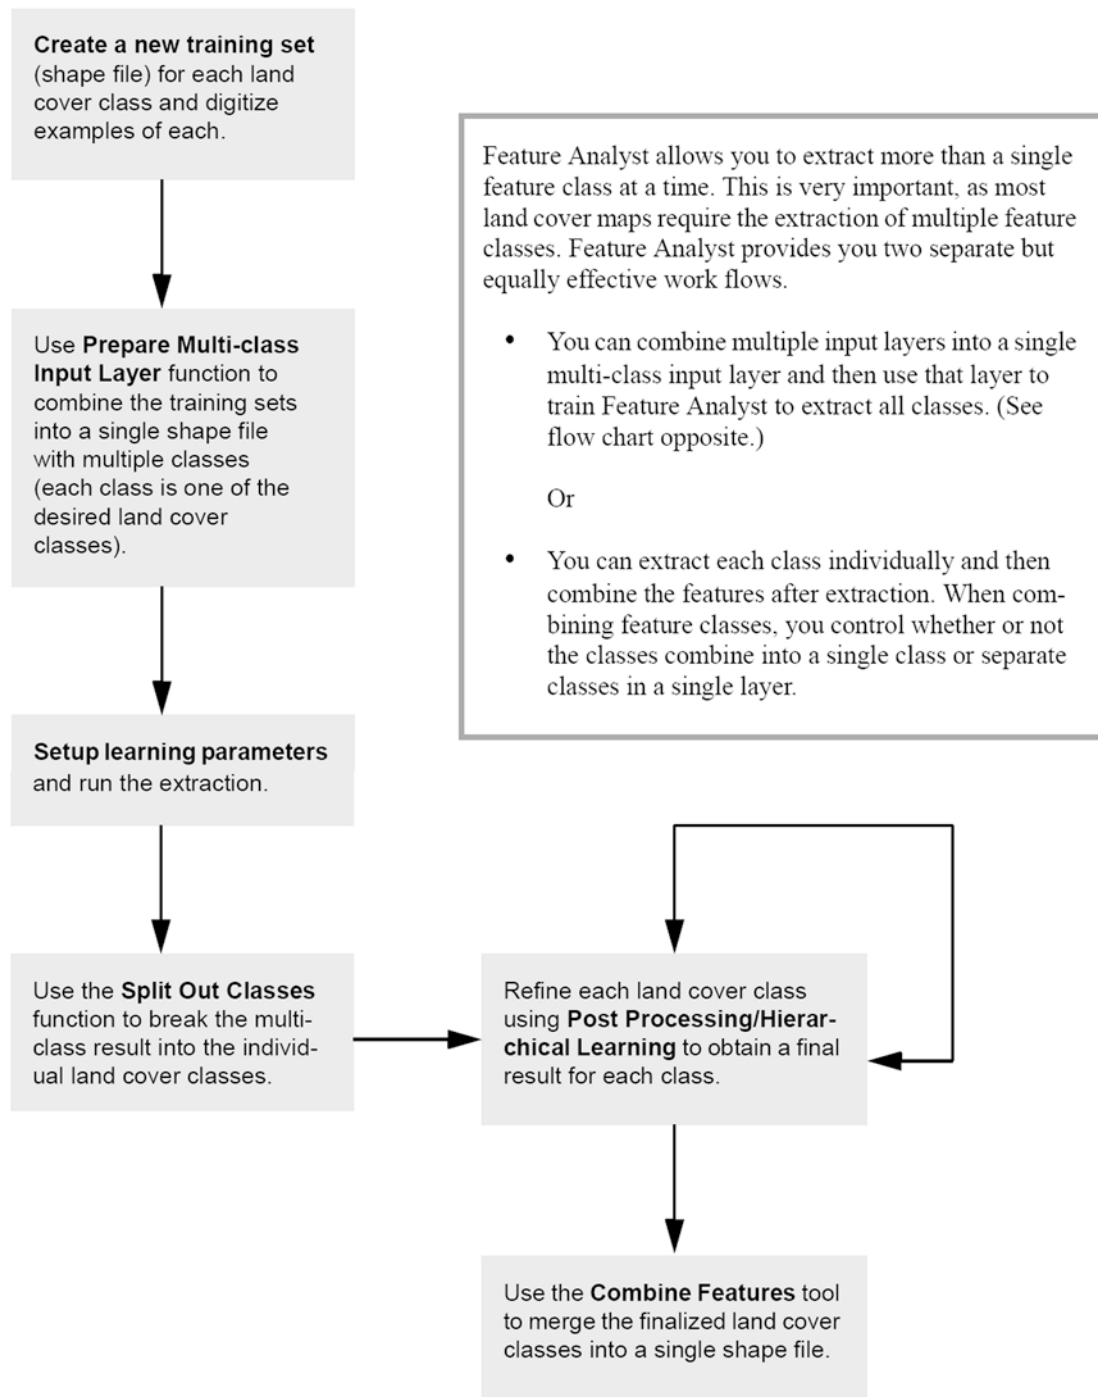 Create a new training set
(shape file) for each land
cover class and digitize
examples of each.
Use Prepare Multi-class
Input Layer function to
combine the training sets
into a single shape file
with multiple classes
(each class is one of the
desired land cover
classes).
Setup learning parameters
and run the extraction.
Use the Split Out Classes
function to break the multi-
class result into the individ-
ual land cover classes.
Feature Analyst allows you to extract more than a single
feature class at a time. This is very important, as most
land cover maps require the extraction of multiple feature
classes. Feature Analyst provides you two separate but
equally effective work flows.
• You can combine multiple input layers into a single
multi-class input layer and then use that layer to
train Feature Analyst to extract all classes. (See
flow chart opposite.)
Or
• You can extract each class individually and then
combine the features after extraction. When com-
bining feature classes, you control whether or not
the classes combine into a single class or separate
classes in a single layer.
Refine each land cover class
using Post Processing/Hierar-
chical Learning to obtain a final
result for each class.
Use the Combine Features tool
to merge the finalized land cover
classes into a single shape file.